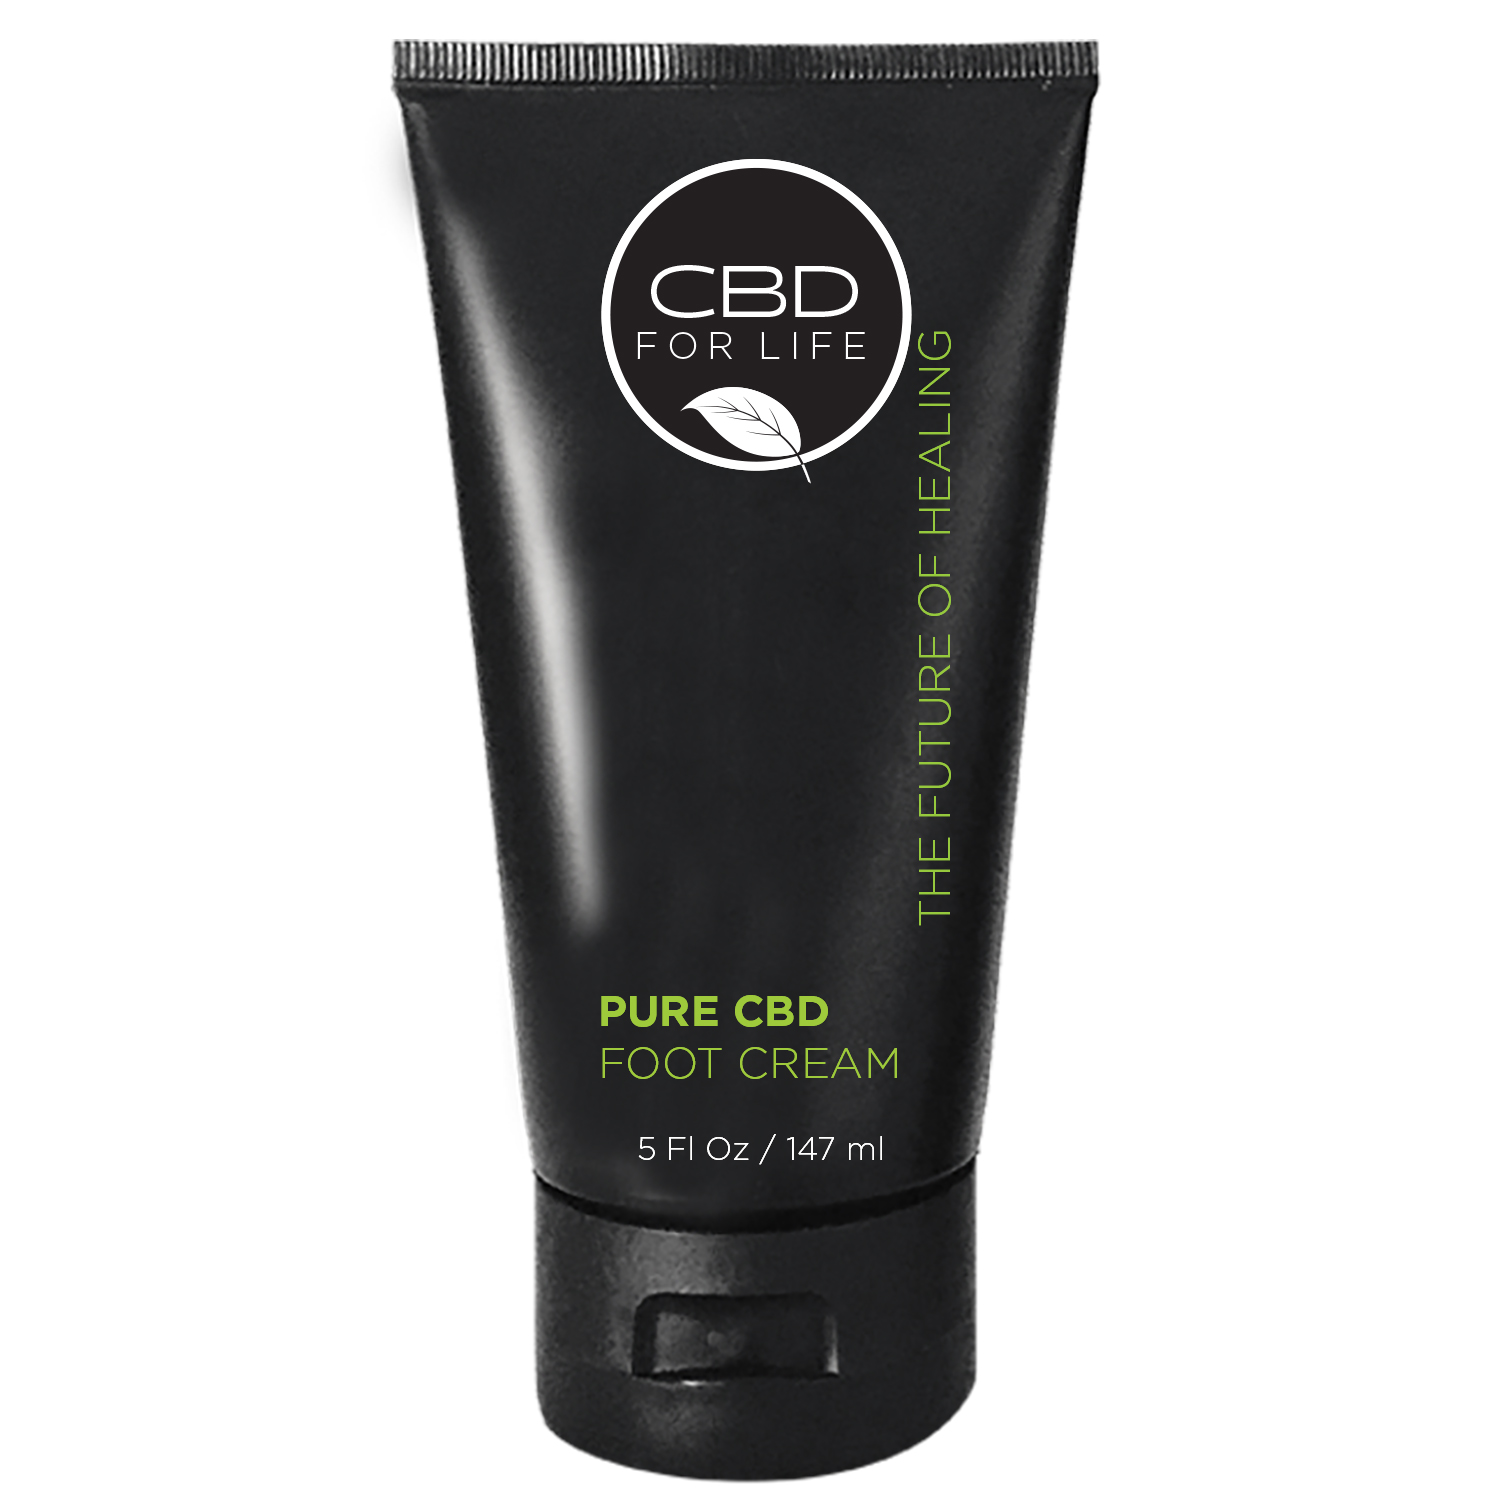 CBD
FOR LIFE
THE FUTURE OF HEALING
PURE CBD
FOOT CREAM
5 Fl Oz / 147 ml